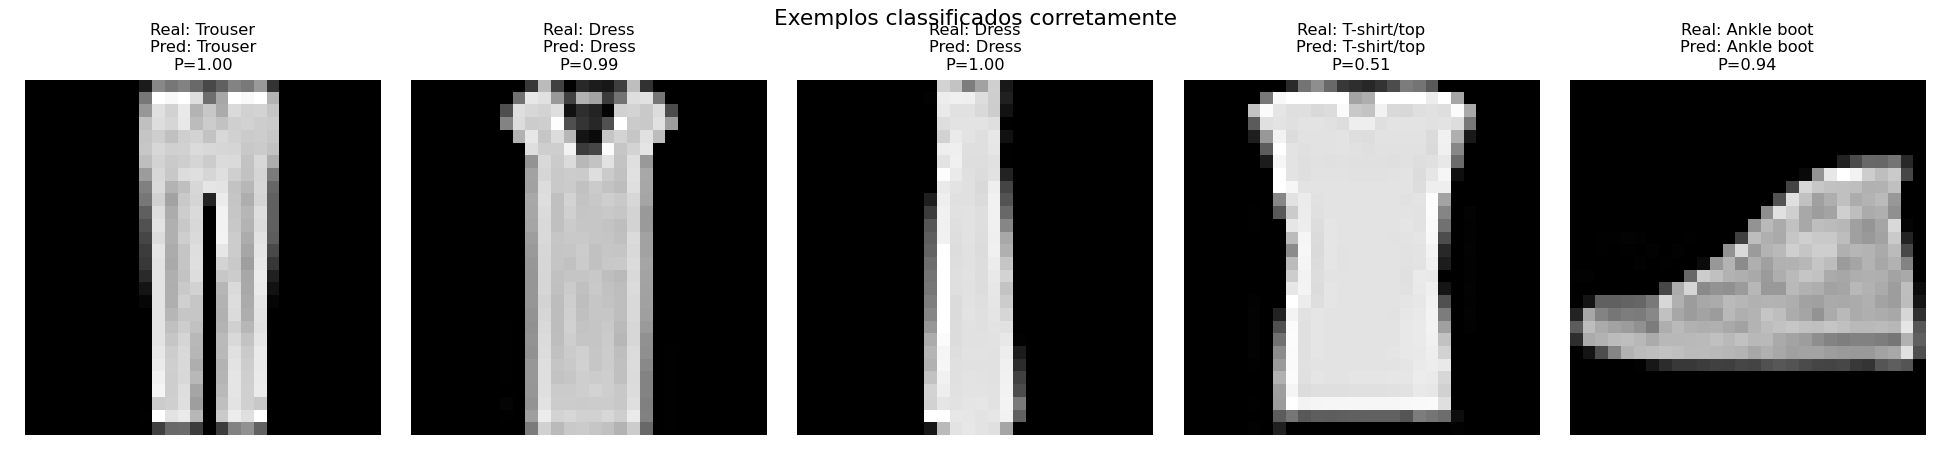 Exemplos classificados corretamente
Real: Trouser
Pred: Trouser
P=1.00
Real: Dress
Pred: Dress
P=0.99
Real: Dress
Pred: Dress
P=1.00
Real: T-shirt/top
Pred: T-shirt/top
P=0.51
Real: Ankle boot
Pred: Ankle boot
P=0.94